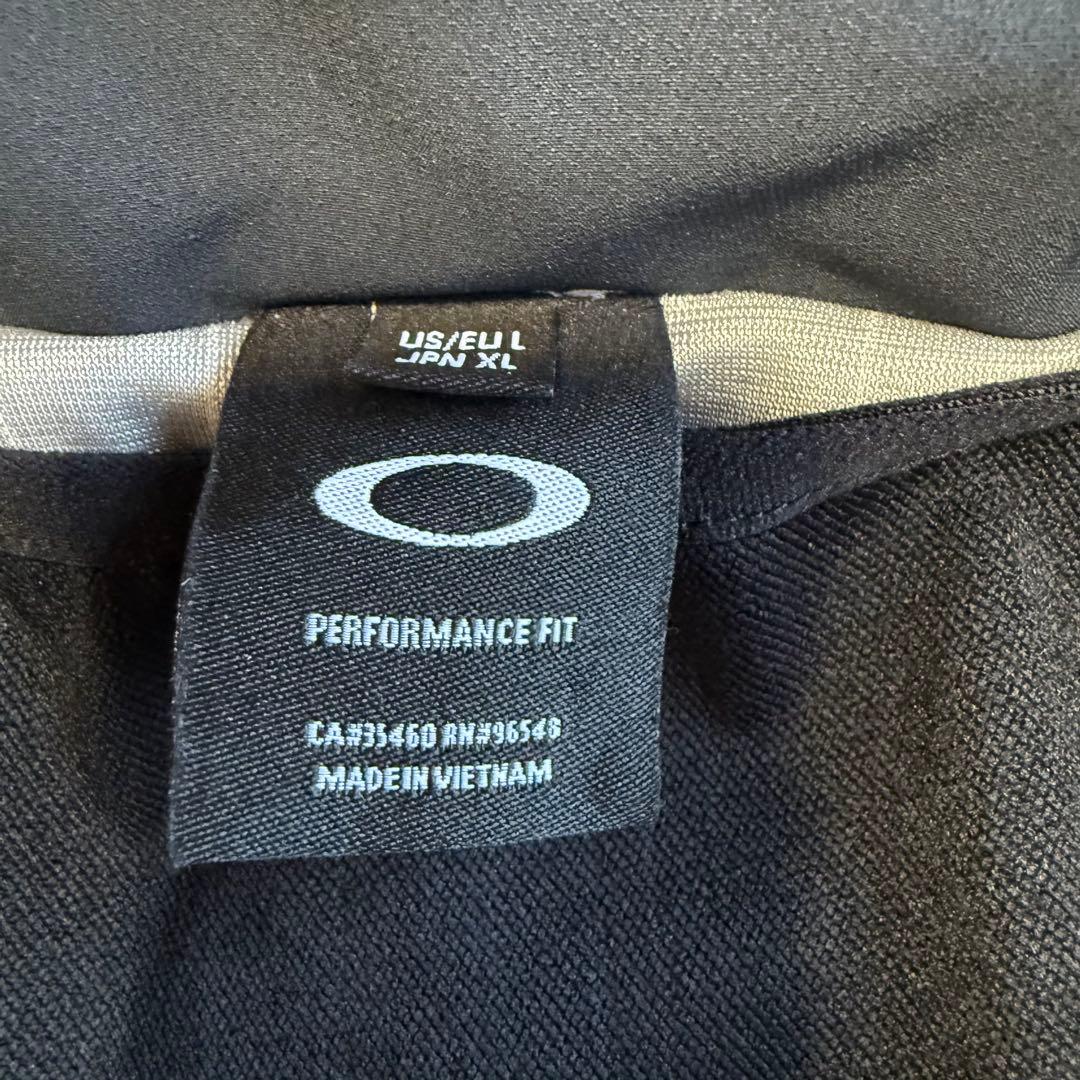 US/EU L
JPN XL
PERFORMANCE FIT
CA#35460 RN#96548
MADE IN VIETNAM